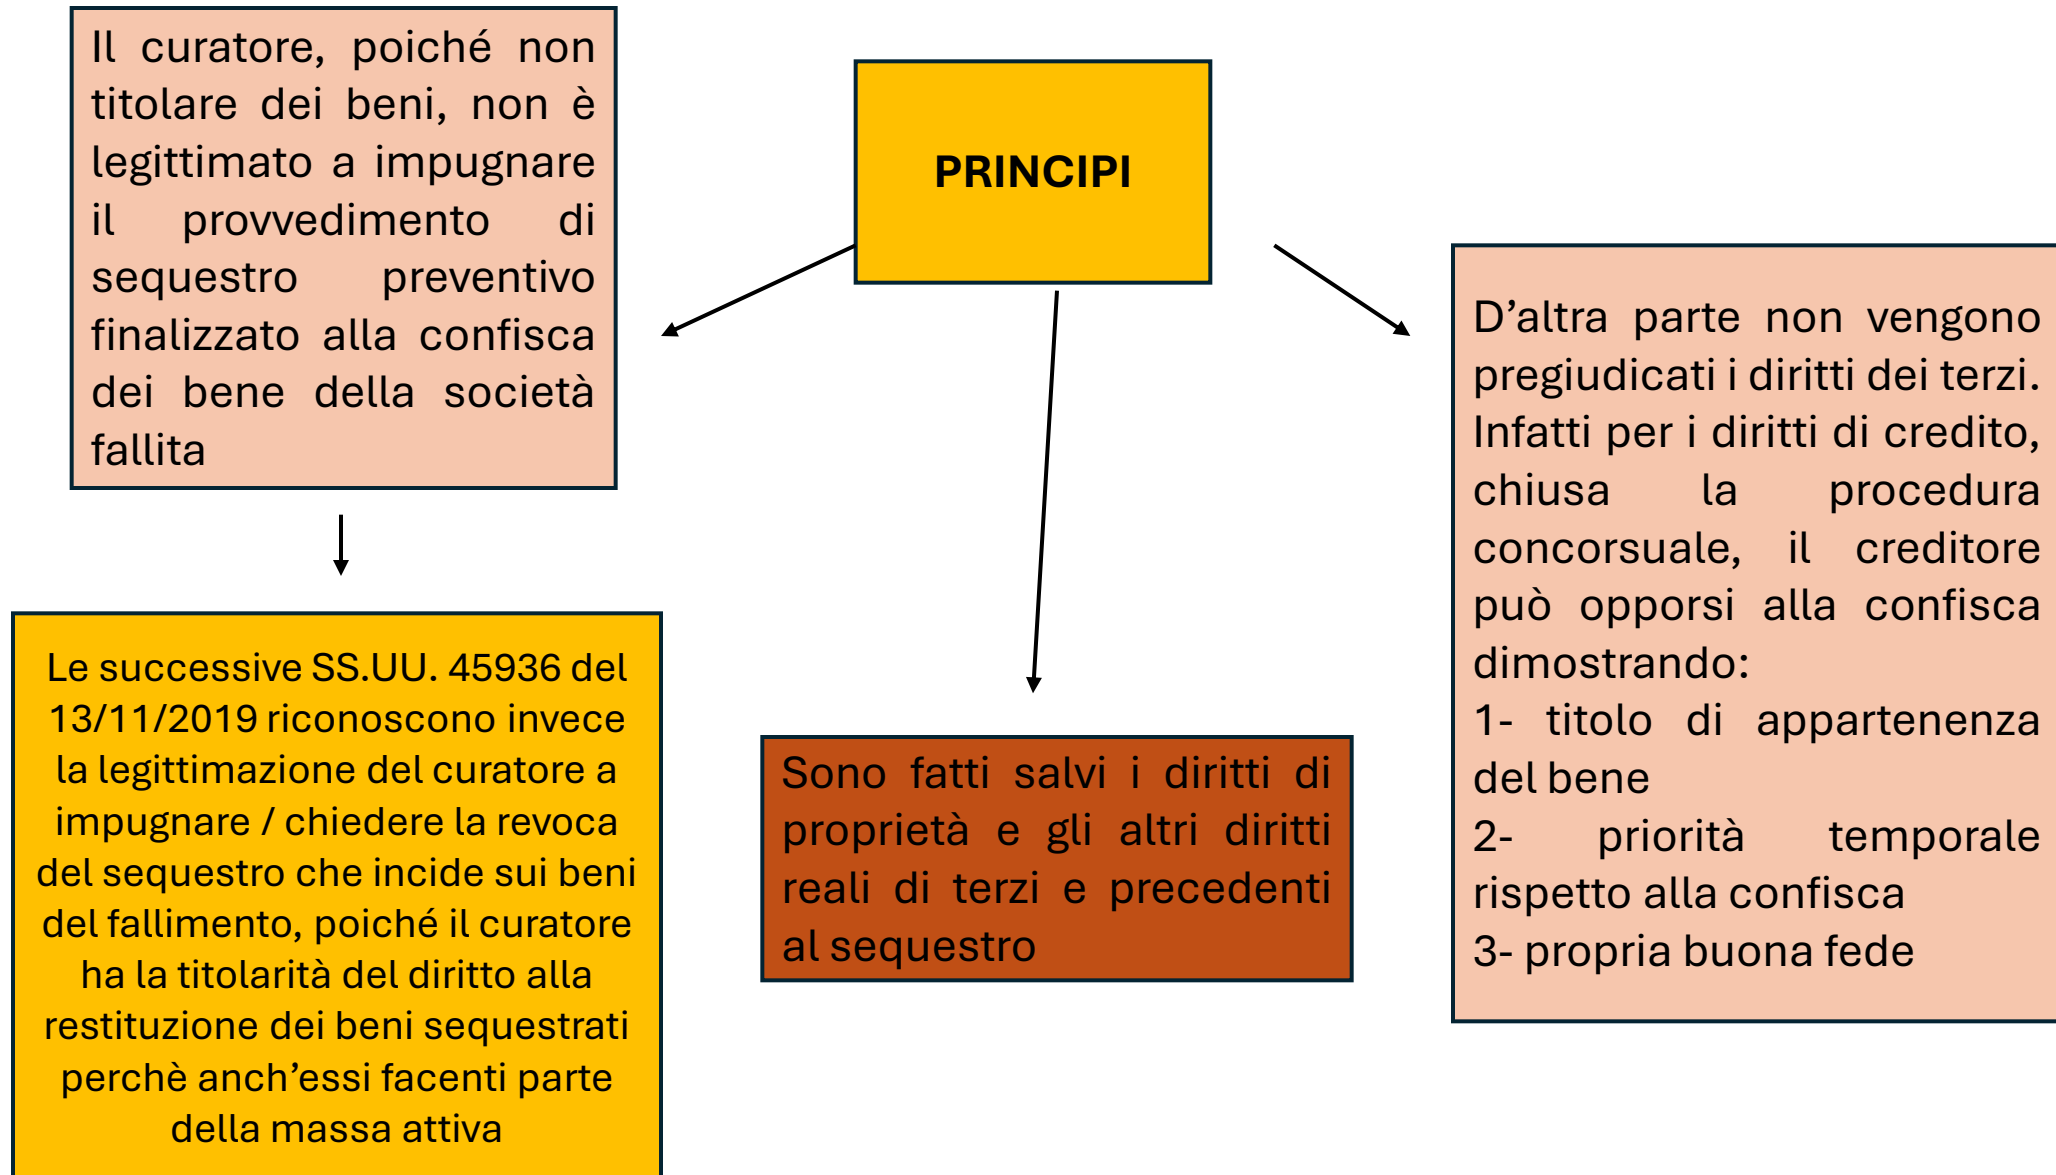 PRINCIPI
Il curatore, poiché non
titolare dei beni, non è
legittimato a impugnare
il provvedimento di
sequestro preventivo
finalizzato alla confisca
dei bene della società
fallita
Le successive SS.UU. 45936 del
13/11/2019 riconoscono invece
la legittimazione del curatore a
impugnare / chiedere la revoca
del sequestro che incide sui beni
del fallimento, poiché il curatore
ha la titolarità del diritto alla
restituzione dei beni sequestrati
perchè anch’essi facenti parte
della massa attiva
Sono fatti salvi i diritti di
proprietà e gli altri diritti
reali di terzi e precedenti
al sequestro
D’altra parte non vengono
pregiudicati i diritti dei terzi.
Infatti per i diritti di credito,
chiusa la procedura
concorsuale, il creditore
può opporsi alla confisca
dimostrando:
1- titolo di appartenenza
del bene
2- priorità temporale
rispetto alla confisca
3- propria buona fede